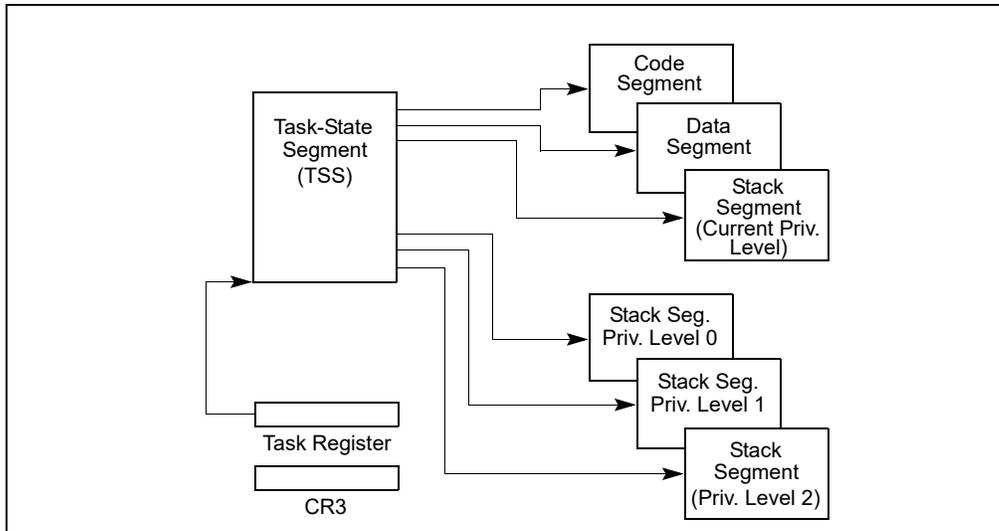 Code
Segment
Task-State
Segment
(TSS)
Data
Segment
Stack
Segment
(Current Priv.
Level)
Stack Seg.
Priv. Level 0
Stack Seg.
Priv. Level 1
Task Register
Stack
Segment
(Priv. Level 2)
CR3